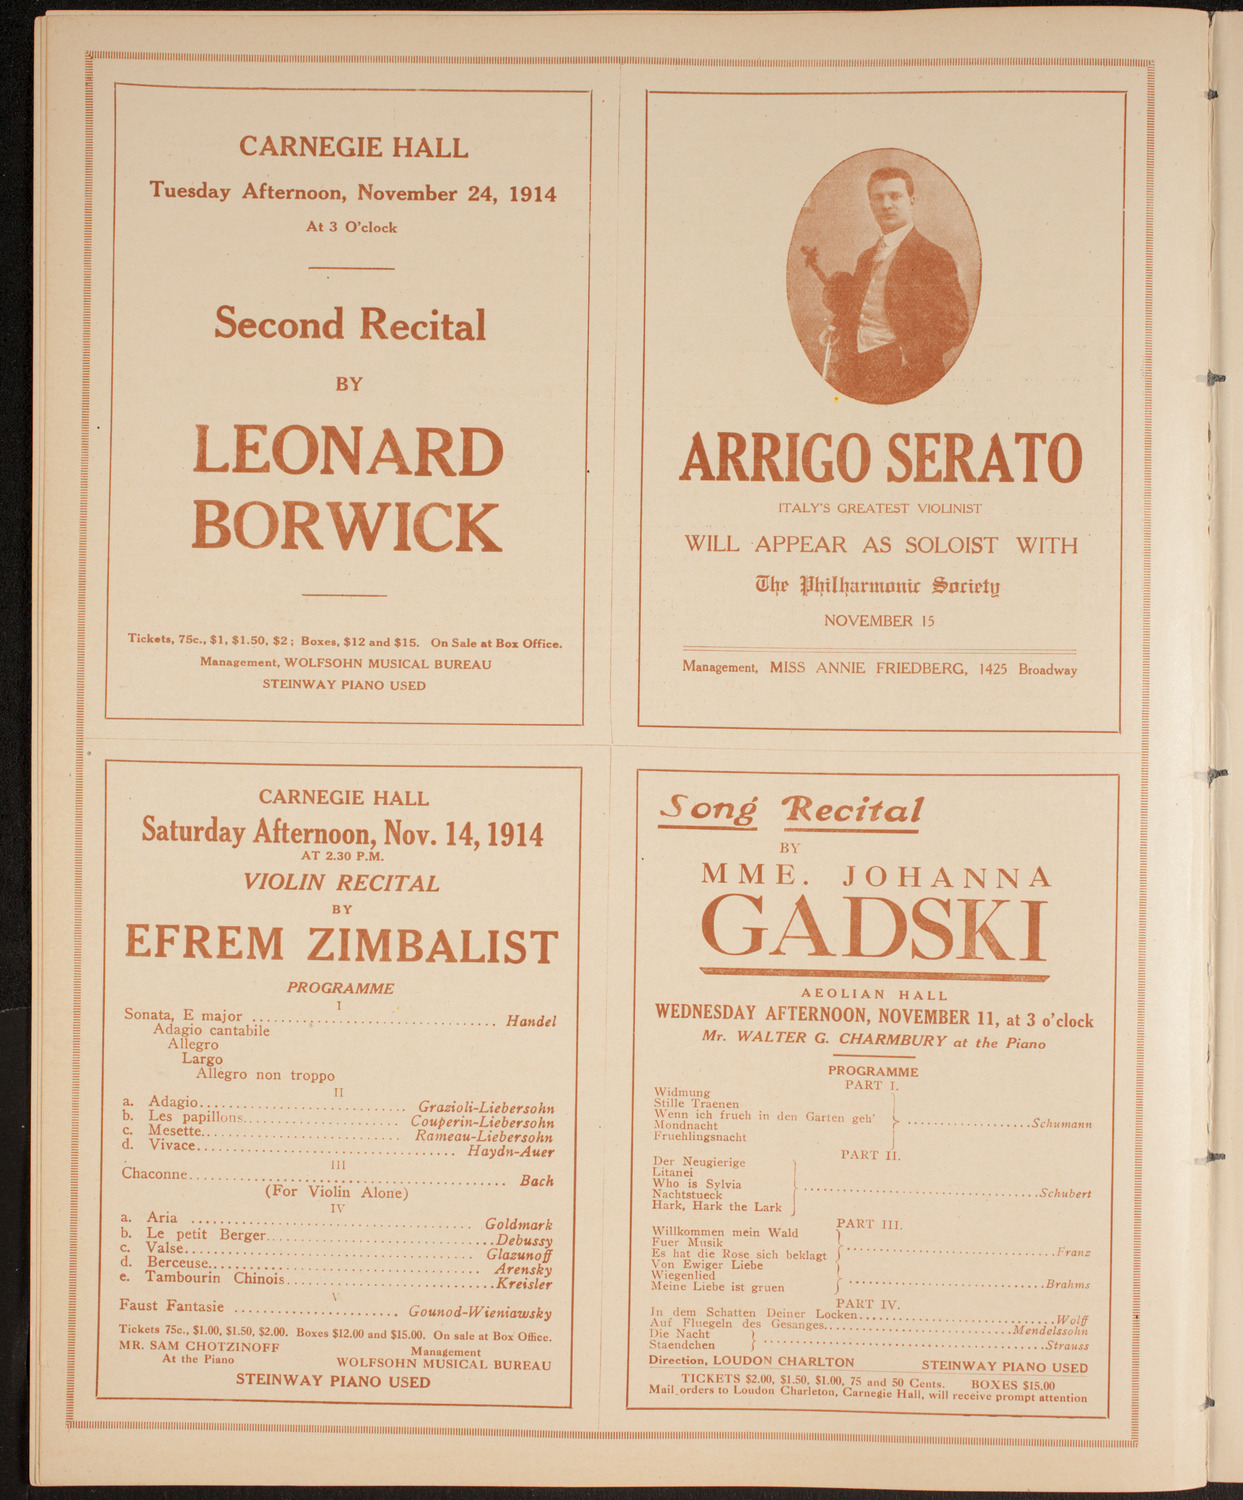 CARNEGIE HALL
Tuesday Afternoon, November 24, 1914
At 3 O'clock
Second Recital
BY
LEONARD
BORWICK
Tickets, 75c., $1, $1.50, $2; Boxes, $12 and $15. On Sale at Box Office.
Management, WOLFSOHN MUSICAL BUREAU
STEINWAY PIANO USED
ARRIGO SERATO
ITALY'S GREATEST VIOLINIST
WILL APPEAR AS SOLOIST WITH
The Philharmonic Society
NOVEMBER 15
Management, MISS ANNIE FRIEDBERG, 1425 Broadway
CARNEGIE HALL
Saturday Afternoon, Nov. 14, 1914
AT 2.30 P.M.
VIOLIN RECITAL
BY
EFREM ZIMBALIST
PROGRAMME
I
Sonata, E major ................................. Handel
Adagio cantabile
Allegro
Largo
Allegro non troppo
II
a. Adagio............................. Grazioli-Liebersohn
b. Les papillons...................... Couperin-Liebersohn
c. Mesette............................ Rameau-Liebersohn
d. Vivace.................................. Haydn-Auer
III
Chaconne........................................... Bach
(For Violin Alone)
IV
a. Aria ....................................... Goldmark
b. Le petit Berger................................Debussy
c. Valse....................................... Glazunoff
d. Berceuse..................................... Arensky
e. Tambourin Chinois.............................Kreisler
V
Faust Fantasie ...................... Gounod-Wieniawsky
Tickets 75c., $1.00, $1.50, $2.00. Boxes $12.00 and $15.00. On sale at Box Office.
MR. SAM CHOTZINOFF
At the Piano
Management
WOLFSOHN MUSICAL BUREAU
STEINWAY PIANO USED
Song Recital
BY
MME. JOHANNA
GADSKI
AEOLIAN HALL
WEDNESDAY AFTERNOON, NOVEMBER 11, at 3 o'clock
Mr. WALTER G. CHARMBURY at the Piano
PROGRAMME
PART I.
Widmung
Stille Traenen
Wenn ich frueh in den Garten geh' ..................Schumann
Mondnacht
Fruehlingsnacht
PART II.
Der Neugierige
Litanei
Who is Sylvia
Nachtstueck ..................................Schubert
Hark, Hark the Lark
PART III.
Willkommen mein Wald
Fuer Musik
Es hat die Rose sich beklagt ..............................Franz
Von Ewiger Liebe
Wiegenlied
Meine Liebe ist gruen ............................Brahms
PART IV.
In dem Schatten Deiner Locken............................Wolff
Auf Fluegeln des Gesanges..........................Mendelssohn
Die Nacht
Staendchen ...........................................Strauss
Direction, LOUDON CHARLTON STEINWAY PIANO USED
TICKETS $2.00, $1.50, $1.00, 75 and 50 Cents. BOXES $15.00
Mail orders to Loudon Charleton, Carnegie Hall, will receive prompt attention